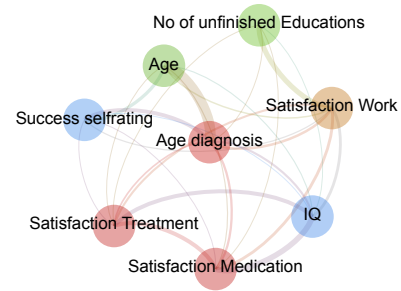 No of unfinished Educations
Age
Satisfaction Work
Success selfrating
Age diagnosis
IQ
Satisfaction Treatment
Satisfaction Medication